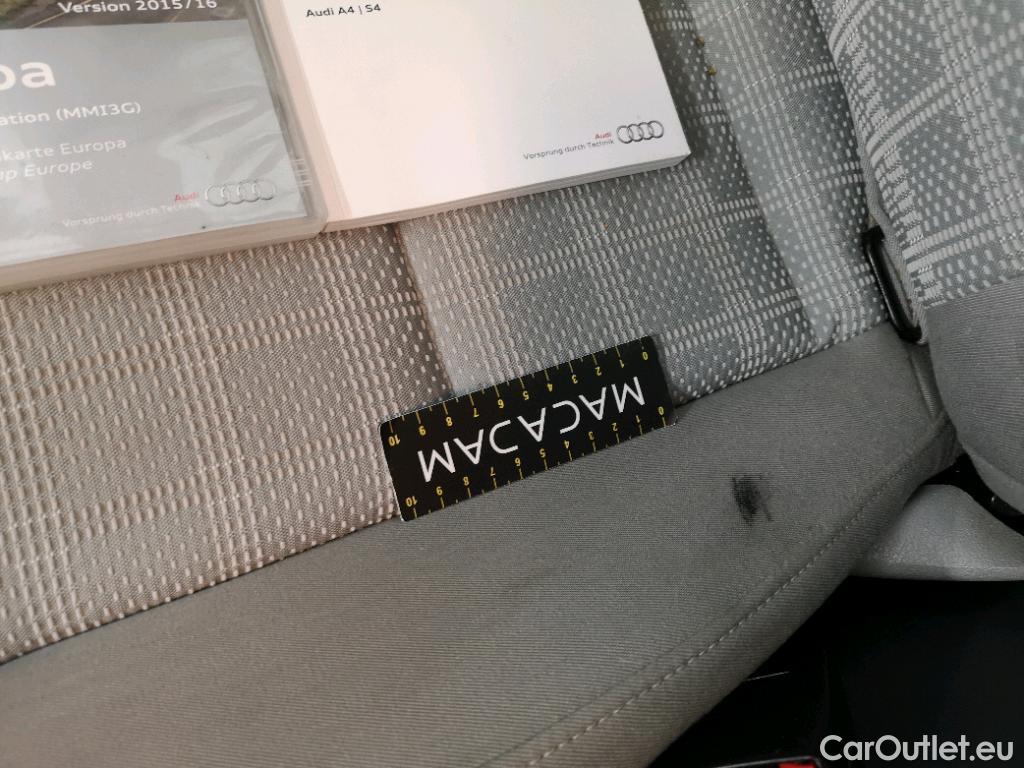 Version 2015/16
pa
ation (MMI3G)
karte Europa
ap Europe
Audi
Vorsprung durch Technik
Audi A4 | S4
Audi
Vorsprung durch Technik
0 1 2 3 4 5 6 7 8 9 10
MACADAM
0 1 2 3 4 5 6 7 8 9 10
CarOutlet.eu